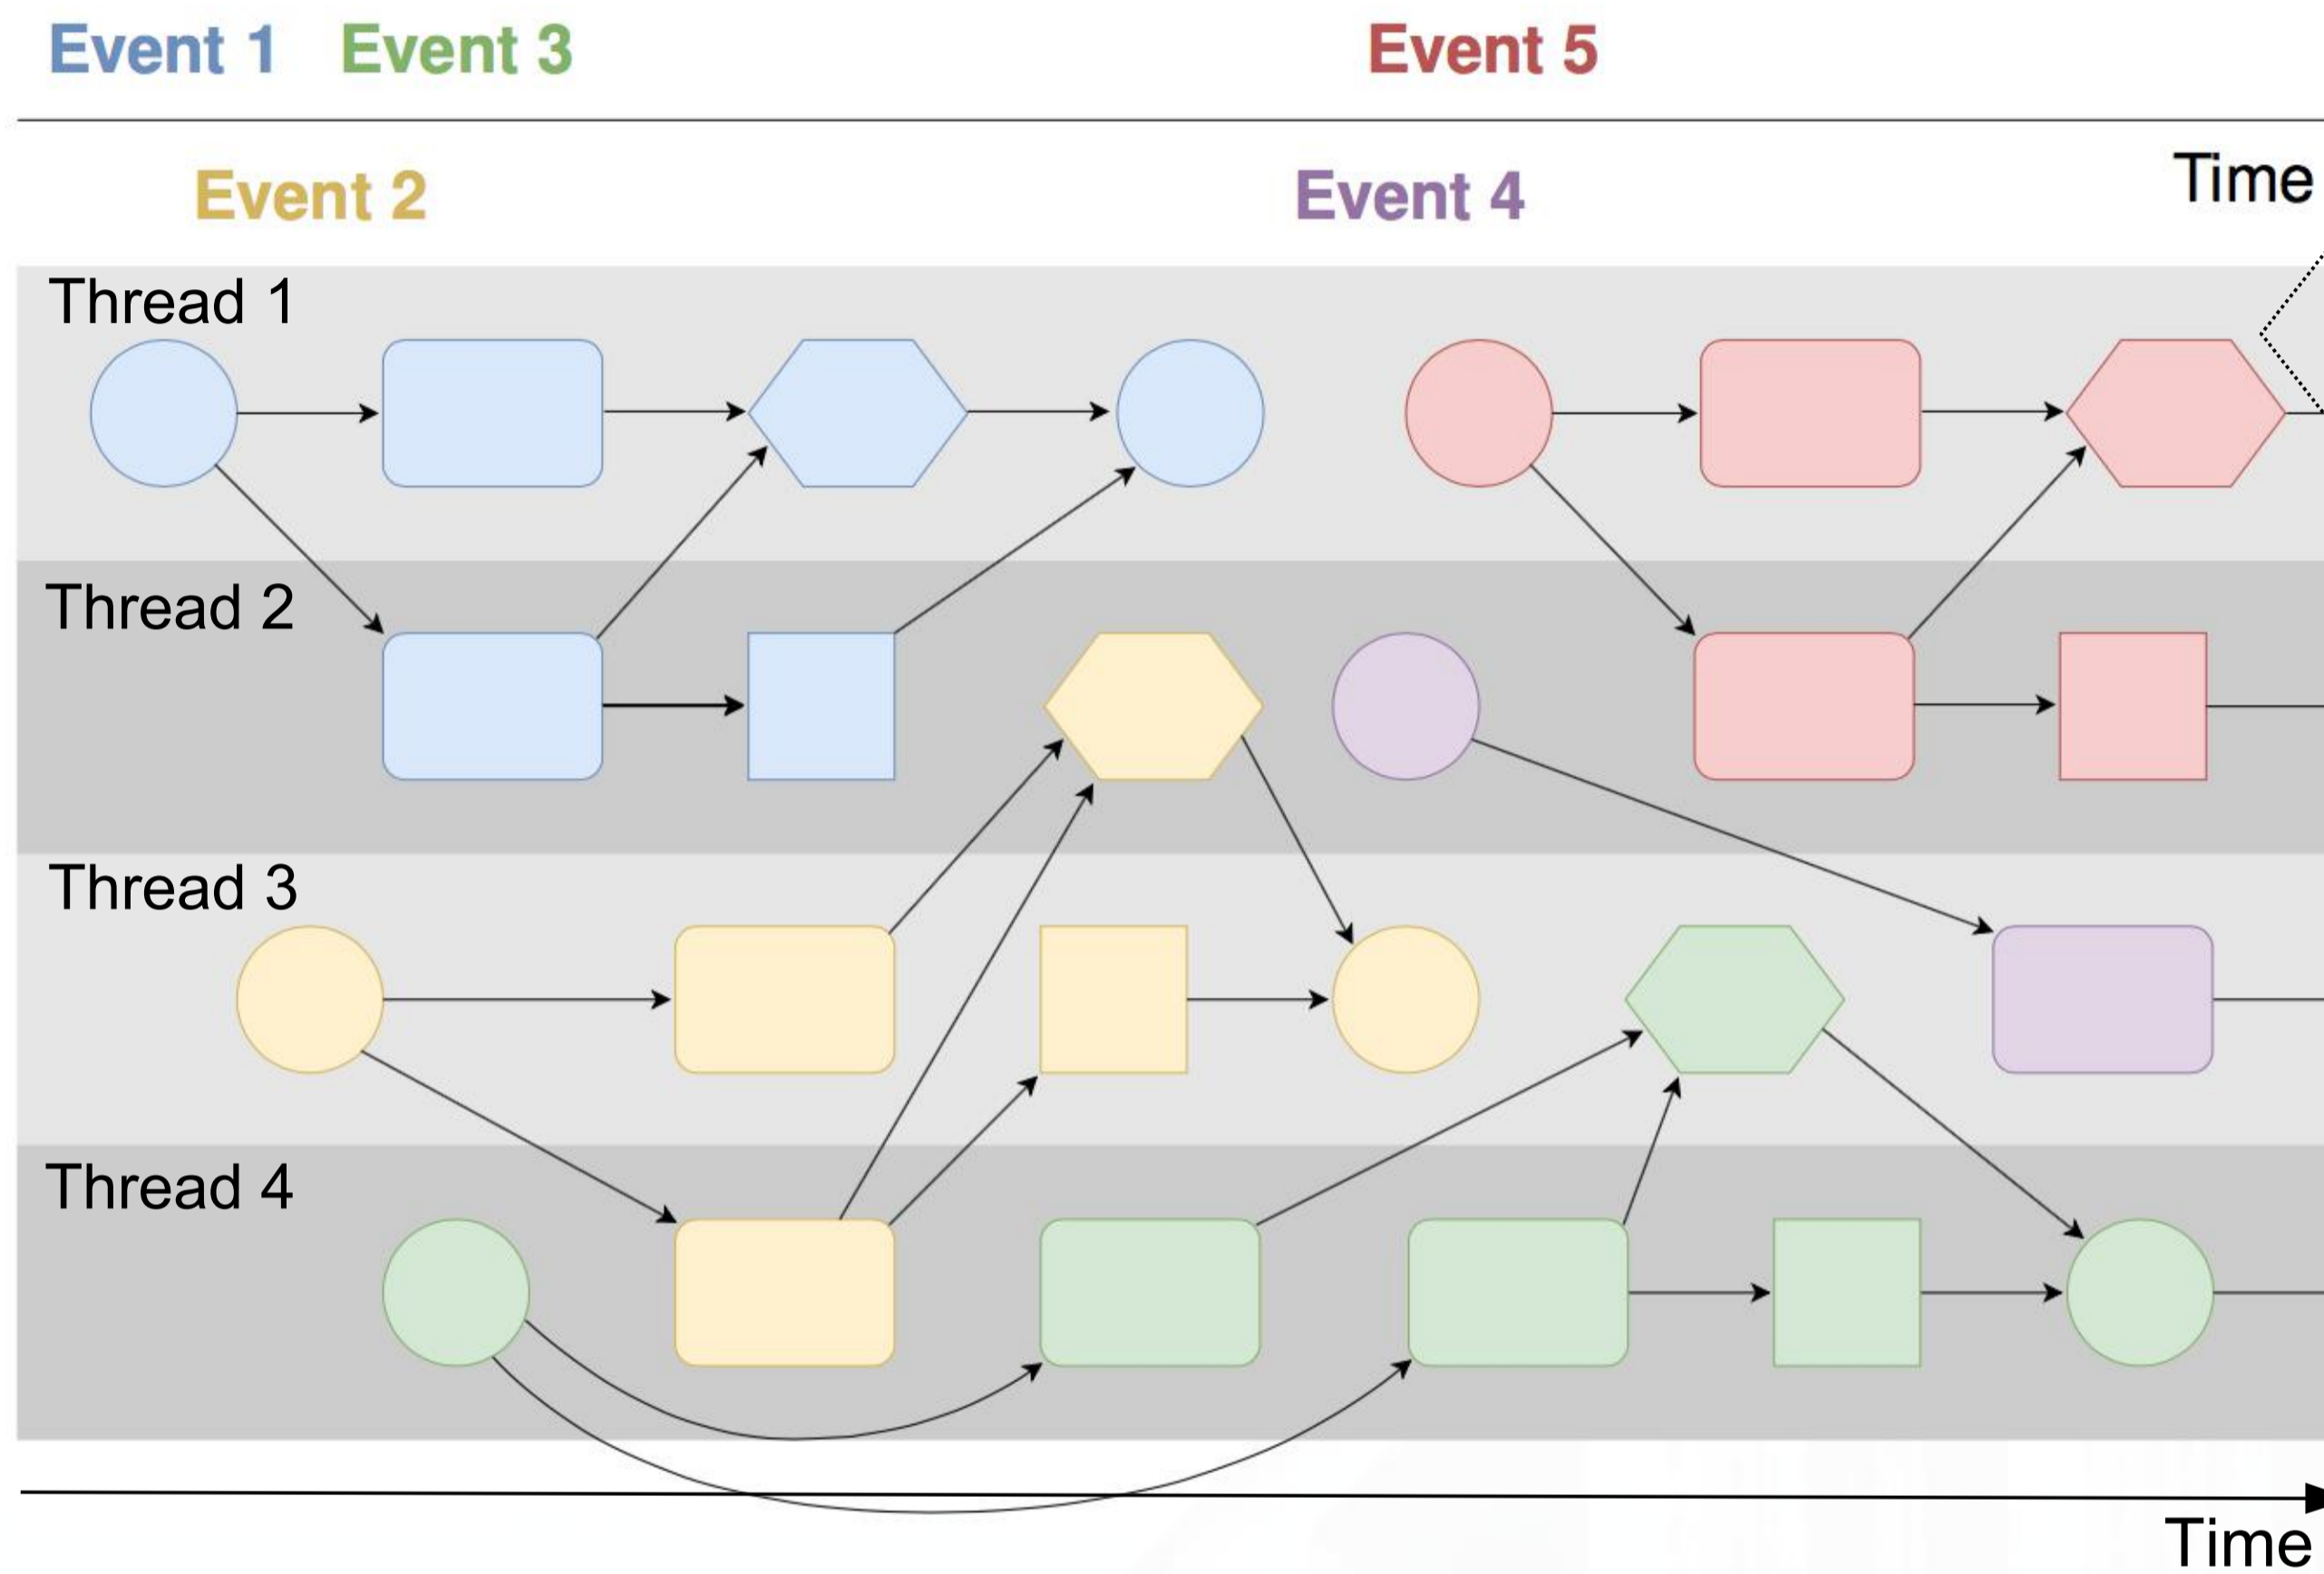 Event 1 Event 3 Event 5
Event 2 Event 4 Time
Thread 1
Thread 2
Thread 3
Thread 4
Time